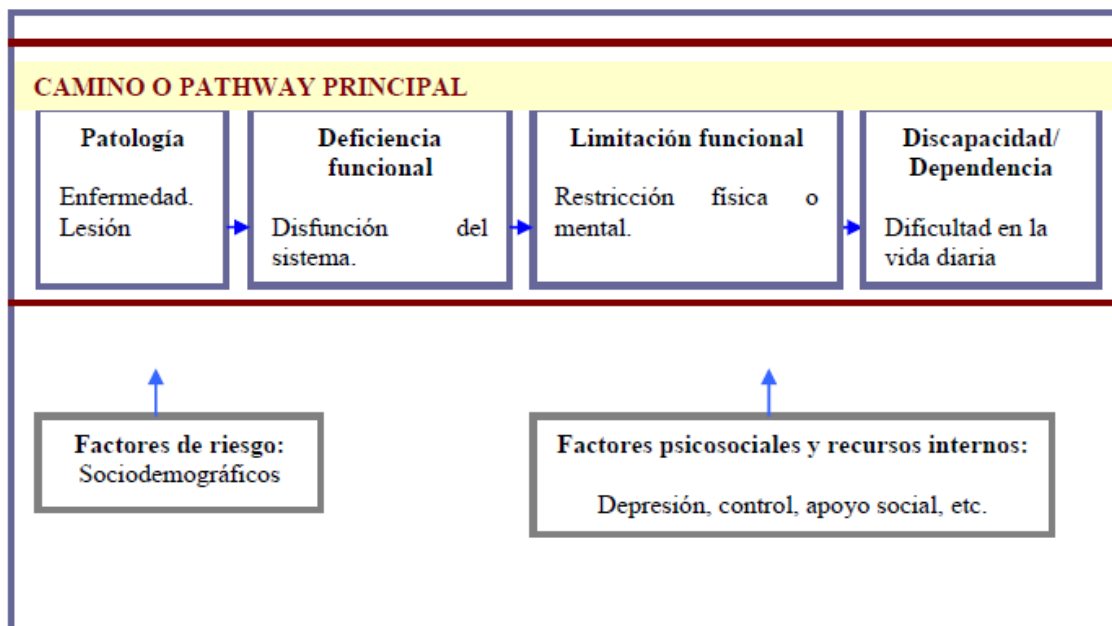 CAMINO O PATHWAY PRINCIPAL
Patología
Enfermedad.
Lesión
Deficiencia
funcional
Disfunción del
sistema.
Limitación funcional
Restricción física o
mental.
Discapacidad/
Dependencia
Dificultad en la
vida diaria
Factores de riesgo:
Sociodemográficos
Factores psicosociales y recursos internos:
Depresión, control, apoyo social, etc.